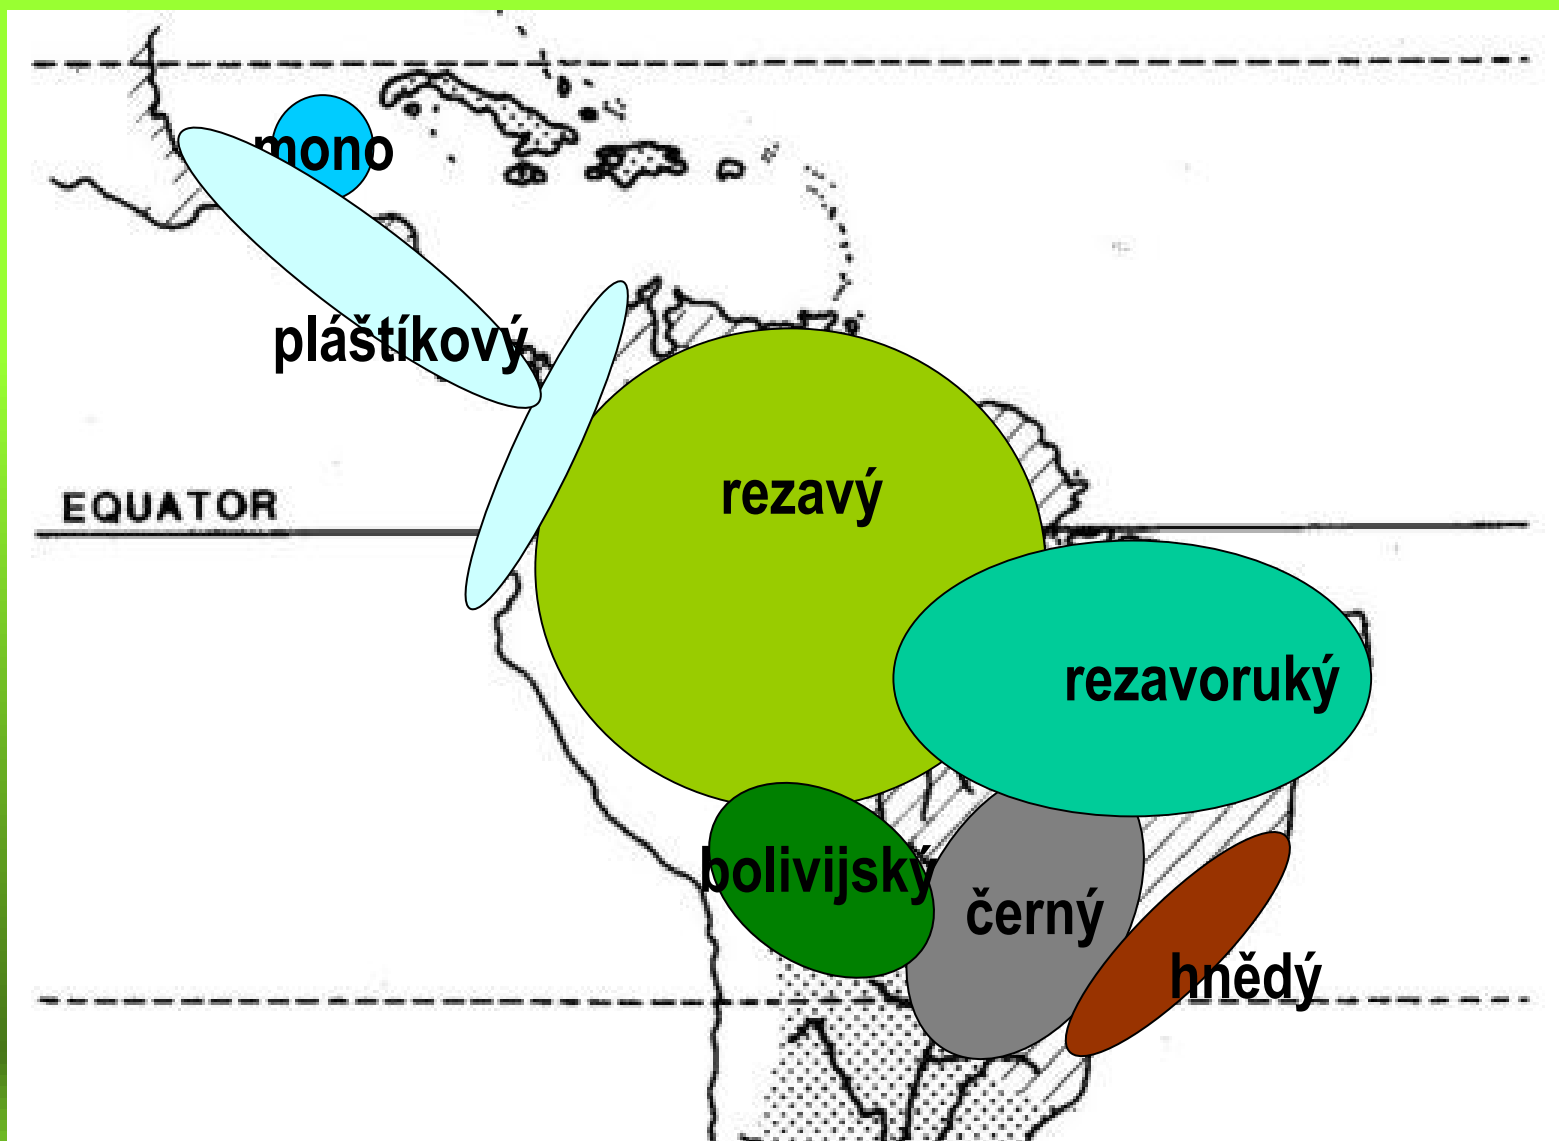 mono
pláštíkový
rezavý
EQUATOR
rezavoruký
bolivijský
černý
hnědý